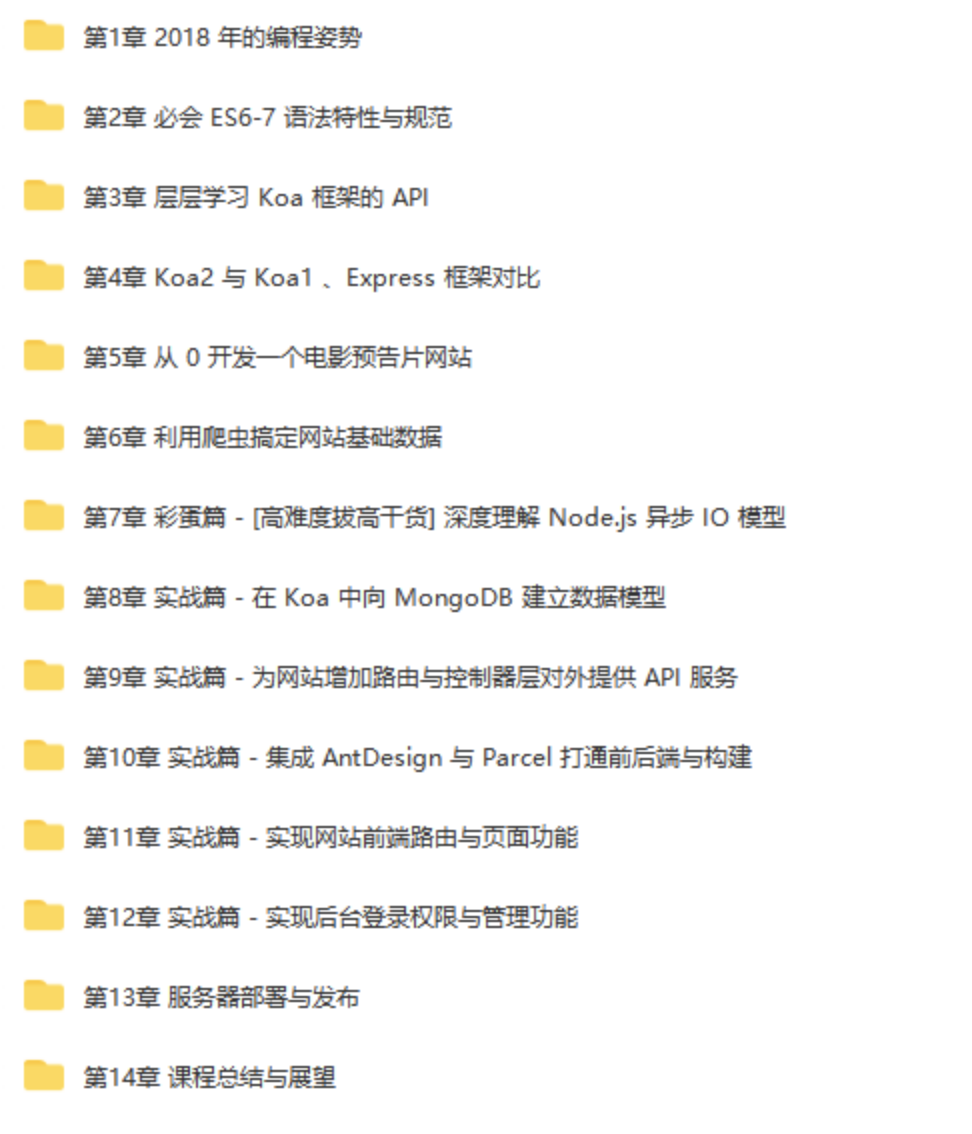 第1章 2018 年的编程姿势
第2章 必会 ES6-7 语法特性与规范
第3章 层层学习 Koa 框架的 API
第4章 Koa2 与 Koa1 、Express 框架对比
第5章 从 0 开发一个电影预告片网站
第6章 利用爬虫搞定网站基础数据
第7章 彩蛋篇 - [高难度拔高干货] 深度理解 Node.js 异步 IO 模型
第8章 实战篇 - 在 Koa 中向 MongoDB 建立数据模型
第9章 实战篇 - 为网站增加路由与控制器层对外提供 API 服务
第10章 实战篇 - 集成 AntDesign 与 Parcel 打通前后端与构建
第11章 实战篇 - 实现网站前端路由与页面功能
第12章 实战篇 - 实现后台登录权限与管理功能
第13章 服务器部署与发布
第14章 课程总结与展望